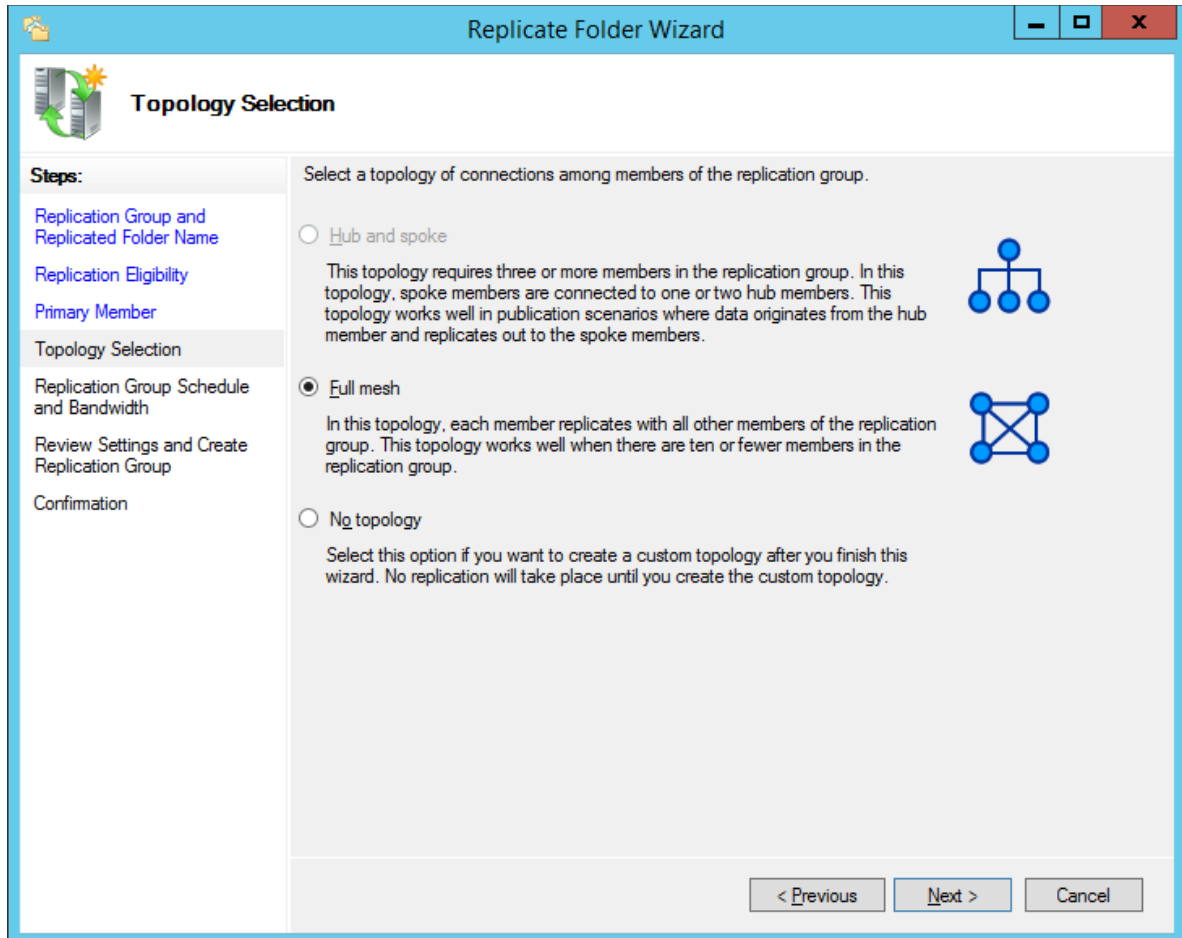 Replicate Folder Wizard
Topology Selection
Steps:
Replication Group and
Replicated Folder Name
Replication Eligibility
Primary Member
Topology Selection
Replication Group Schedule
and Bandwidth
Review Settings and Create
Replication Group
Confirmation
Select a topology of connections among members of the replication group.
Hub and spoke
This topology requires three or more members in the replication group. In this
topology, spoke members are connected to one or two hub members. This
topology works well in publication scenarios where data originates from the hub
member and replicates out to the spoke members.
Full mesh
In this topology, each member replicates with all other members of the replication
group. This topology works well when there are ten or fewer members in the
replication group.
No topology
Select this option if you want to create a custom topology after you finish this
wizard. No replication will take place until you create the custom topology.
< Previous
Next >
Cancel